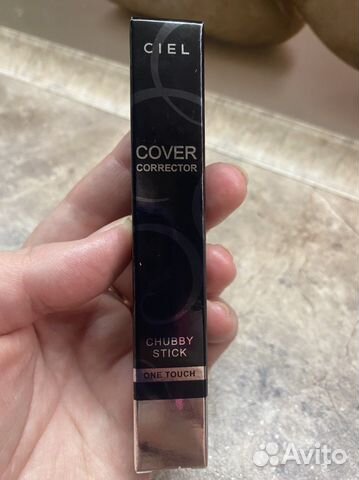 CIEL
COVER
CORRECTOR
CHUBBY
STICK
ONE TOUCH
Avito